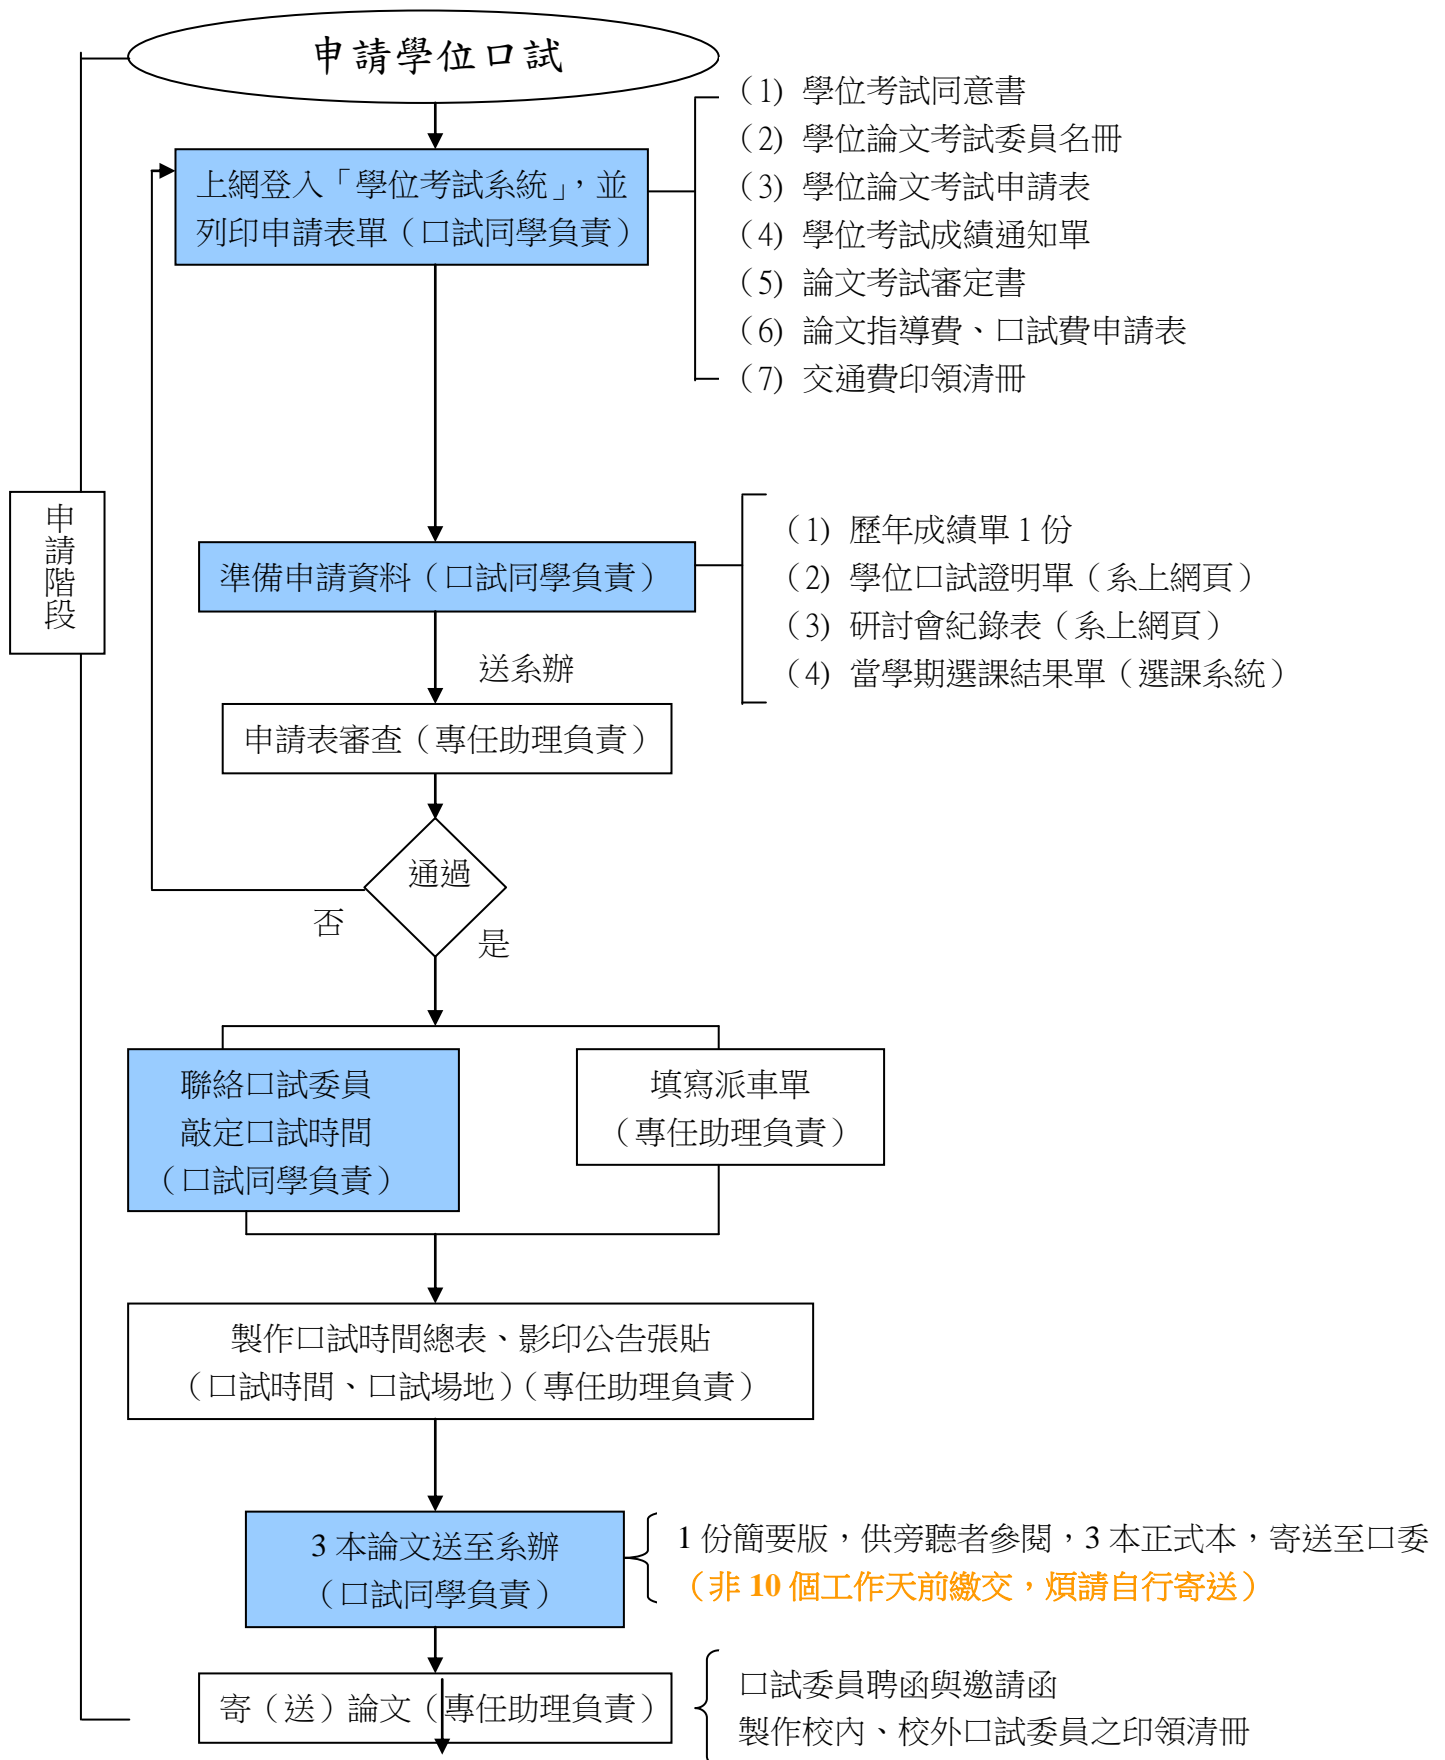 申請學位口試
(1) 學位考試同意書
(2) 學位論文考試委員名冊
(3) 學位論文考試申請表
(4) 學位考試成績通知單
(5) 論文考試審定書
(6) 論文指導費、口試費申請表
(7) 交通費印領清冊
上網登入「學位考試系統」，並
列印申請表單（口試同學負責）
申請階段
準備申請資料（口試同學負責）
(1) 歷年成績單 1 份
(2) 學位口試證明單（系上網頁）
(3) 研討會紀錄表（系上網頁）
(4) 當學期選課結果單（選課系統）
送系辦
申請表審查（專任助理負責）
通過
否
是
聯絡口試委員
敲定口試時間
（口試同學負責）
填寫派車單
（專任助理負責）
製作口試時間總表、影印公告張貼
（口試時間、口試場地）（專任助理負責）
3 本論文送至系辦
（口試同學負責）
1 份簡要版，供旁聽者參閱，3 本正式本，寄送至口委
（非 10 個工作天前繳交，煩請自行寄送）
寄（送）論文（專任助理負責）
口試委員聘函與邀請函
製作校內、校外口試委員之印領清冊